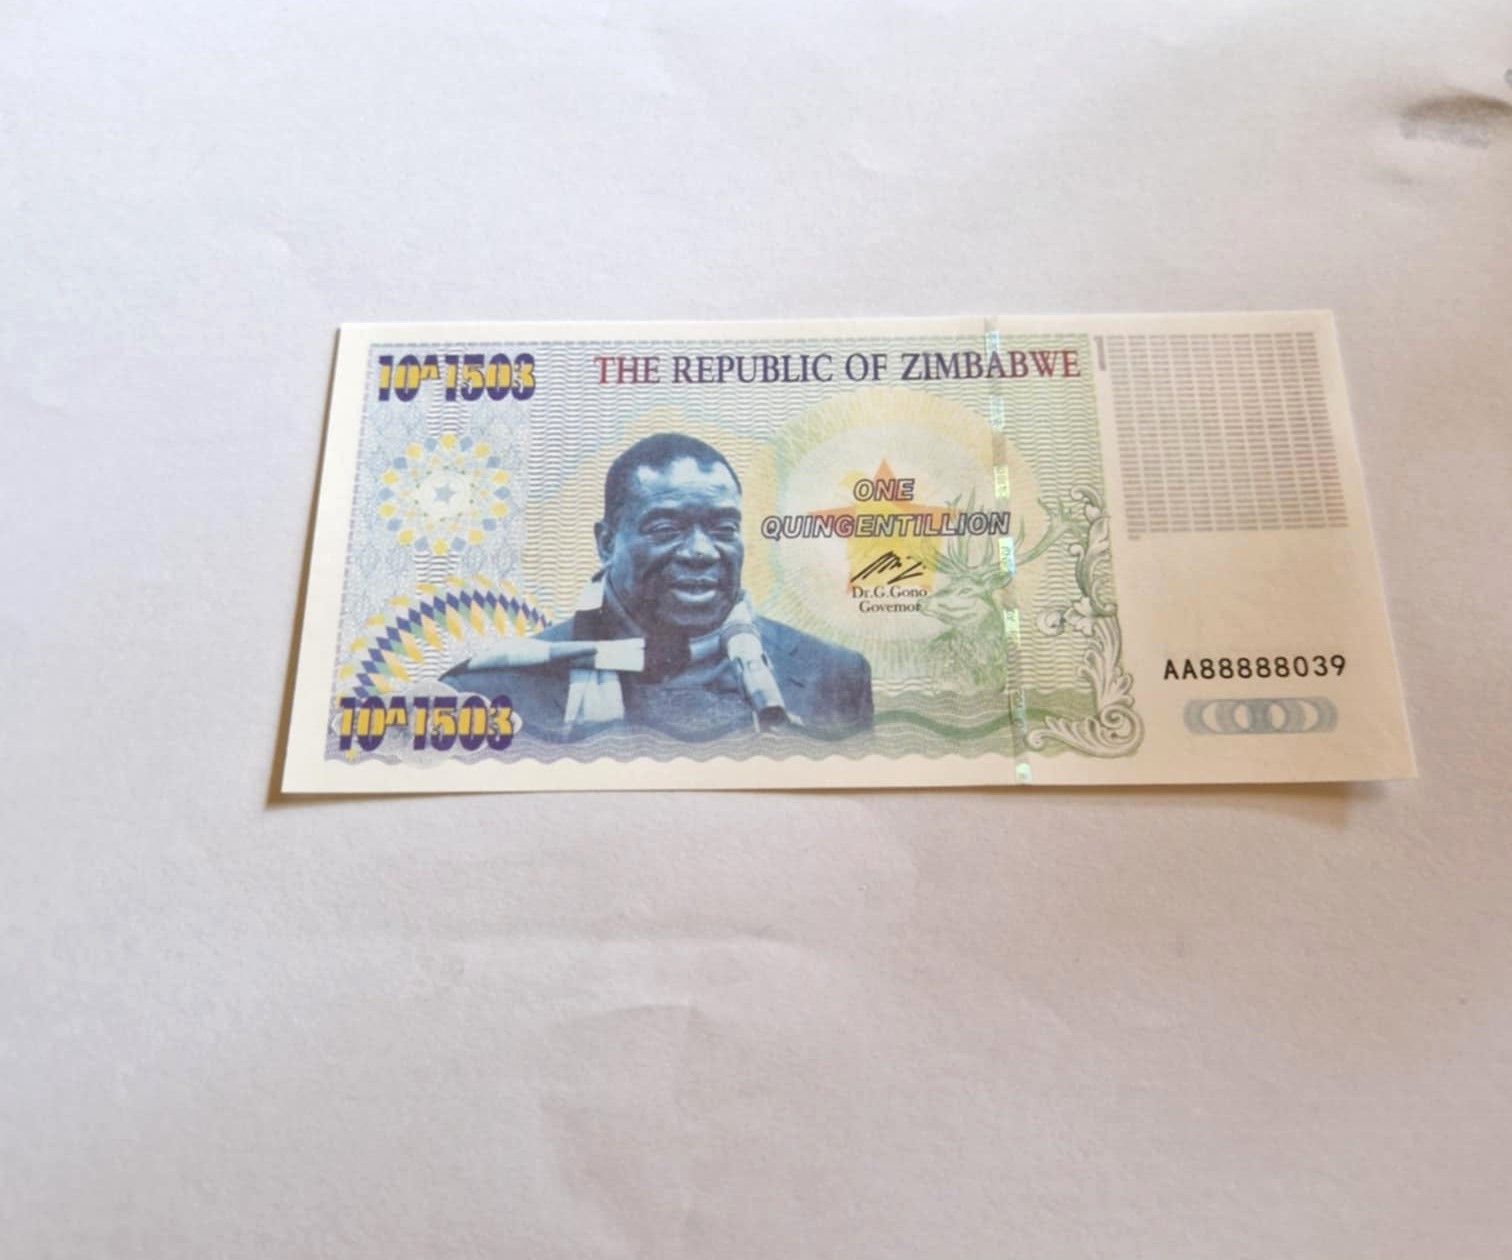 10^1503
THE REPUBLIC OF ZIMBABWE
ONE
QUINGENTILLION
Dr.G.Gono
Governor
AA88888039
10^1503